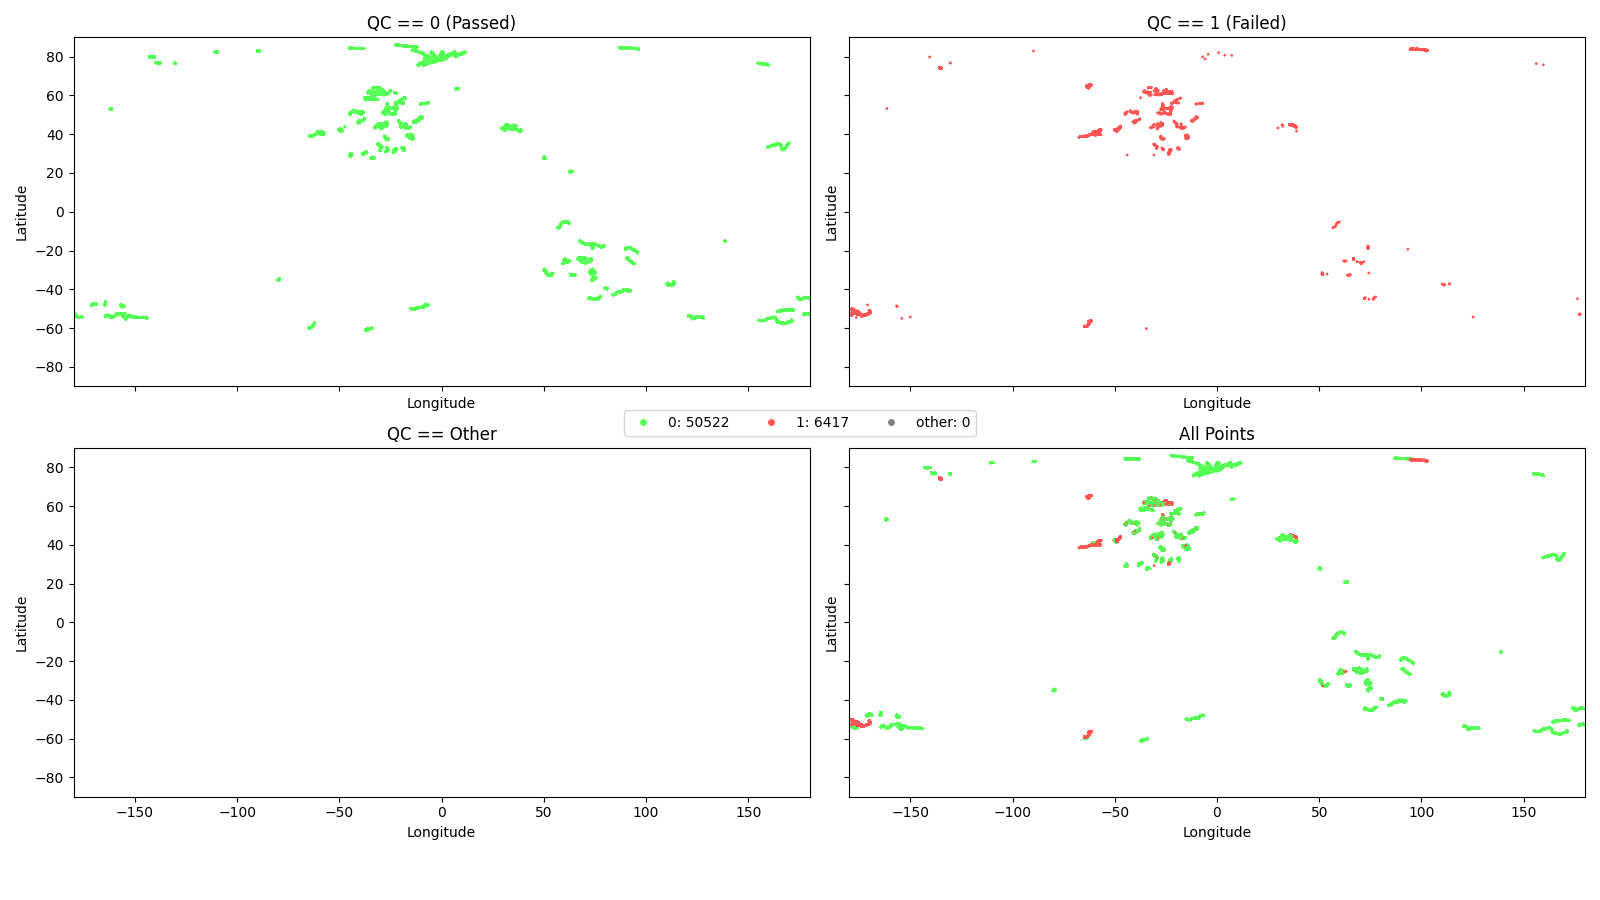 QC == 0 (Passed)
QC == 1 (Failed)
80
60
40
20
0
−20
−40
−60
−80
Latitude
Latitude
Longitude
Longitude
0: 50522
1: 6417
other: 0
QC == Other
All Points
80
60
40
20
0
−20
−40
−60
−80
Latitude
Latitude
−150
−100
−50
0
50
100
150
−150
−100
−50
0
50
100
150
Longitude
Longitude